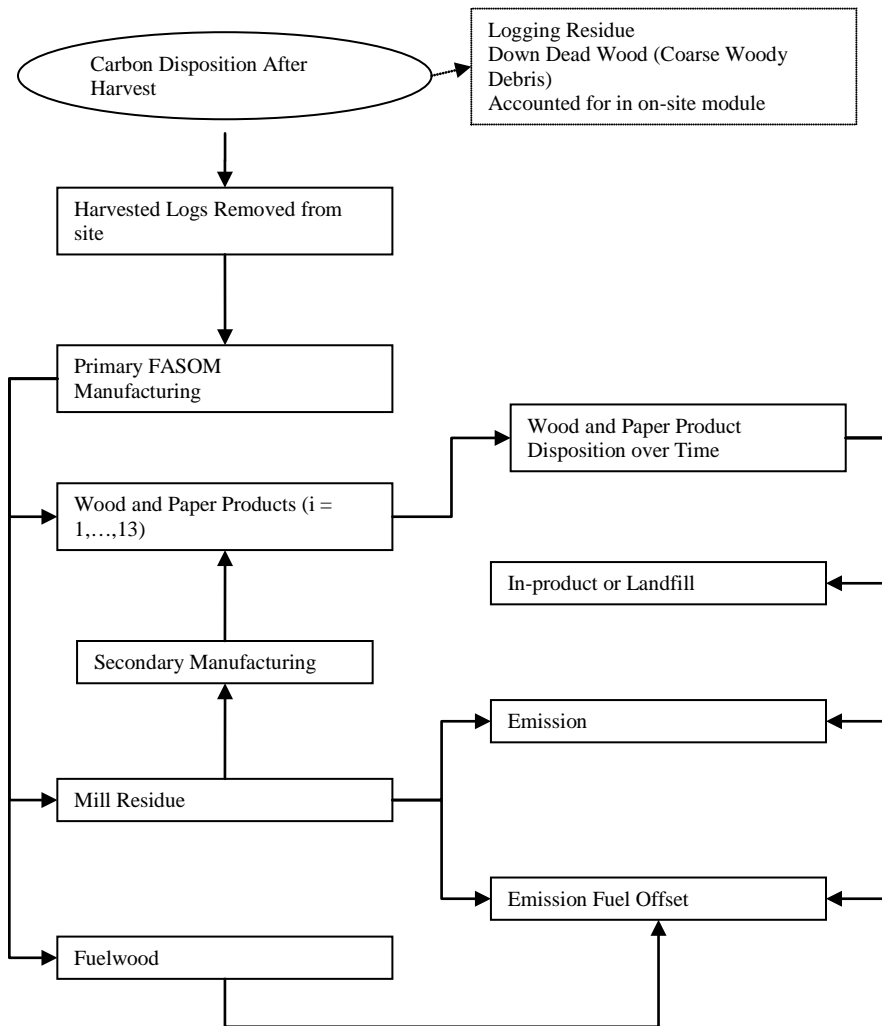 Carbon Disposition After
Harvest
Logging Residue
Down Dead Wood (Coarse Woody
Debris)
Accounted for in on-site module
Harvested Logs Removed from
site
Primary FASOM
Manufacturing
Wood and Paper Product
Disposition over Time
Wood and Paper Products (i =
1,…,13)
In-product or Landfill
Secondary Manufacturing
Emission
Mill Residue
Emission Fuel Offset
Fuelwood